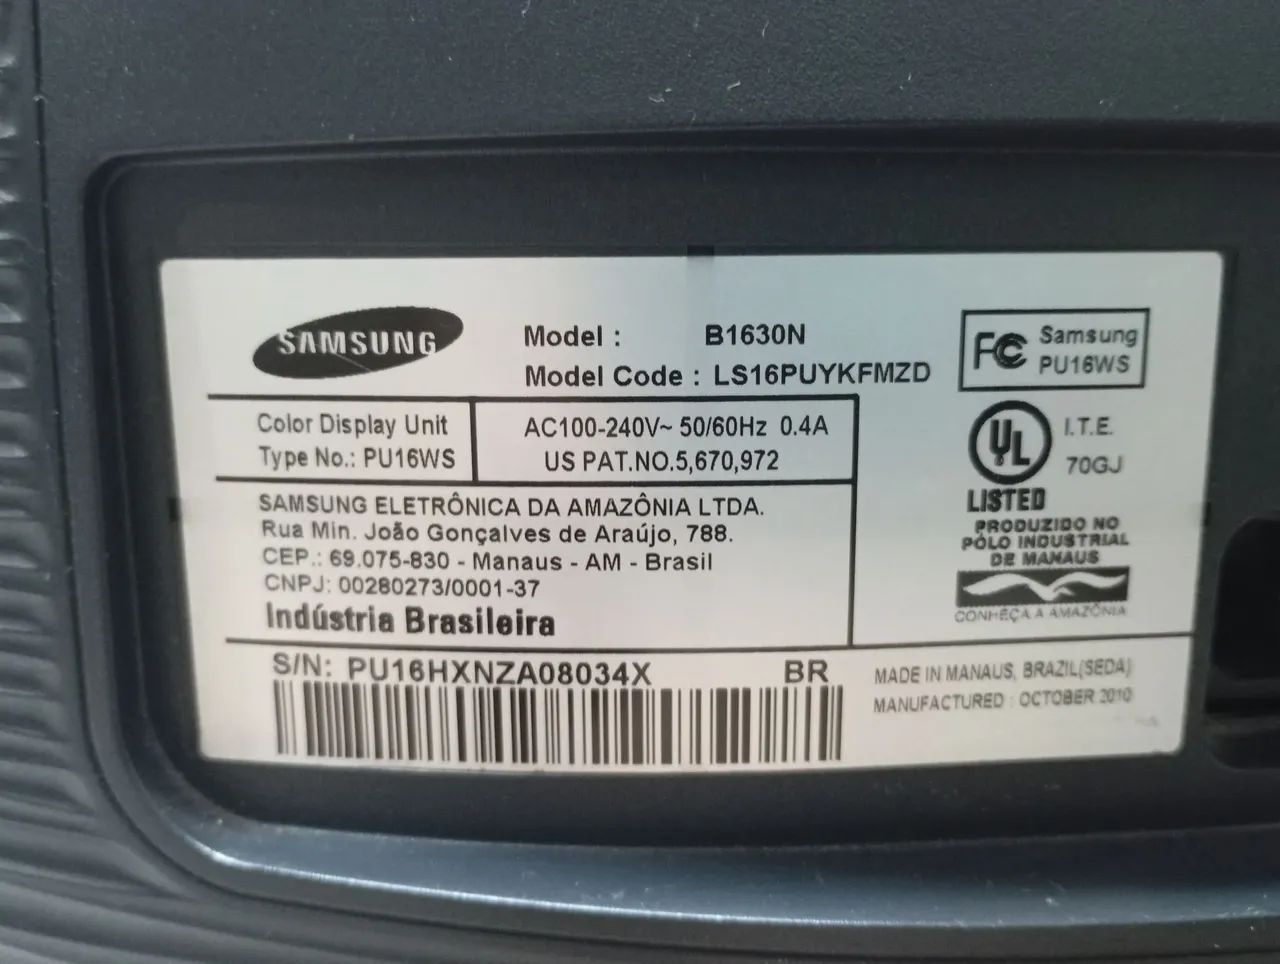 SAMSUNG
Model : B1630N
Model Code : LS16PUYKFMZD
FC Samsung
PU16WS
Color Display Unit
Type No.: PU16WS
AC100-240V~ 50/60Hz 0.4A
US PAT.NO.5,670,972
UL
LISTED
I.T.E.
70GJ
SAMSUNG ELETRÔNICA DA AMAZÔNIA LTDA.
Rua Min. João Gonçalves de Araújo, 788.
CEP.: 69.075-830 - Manaus - AM - Brasil
CNPJ: 00280273/0001-37
Indústria Brasileira
PRODUZIDO NO
PÓLO INDUSTRIAL
DE MANAUS
CONHEÇA A AMAZÔNIA
S/N: PU16HXNZA08034X BR
MADE IN MANAUS, BRAZIL(SEDA)
MANUFACTURED : OCTOBER 2010